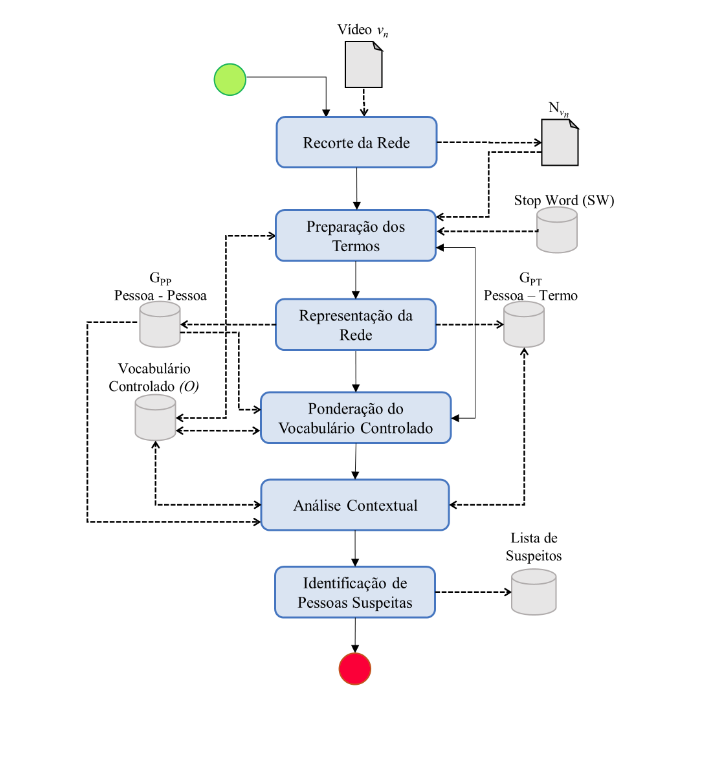 Vídeo vn
Nvn
Recorte da Rede
Stop Word (SW)
Preparação dos
Termos
GPP
Pessoa - Pessoa
GPT
Pessoa – Termo
Representação da
Rede
Vocabulário
Controlado (O)
Ponderação do
Vocabulário Controlado
Análise Contextual
Lista de
Suspeitos
Identificação de
Pessoas Suspeitas